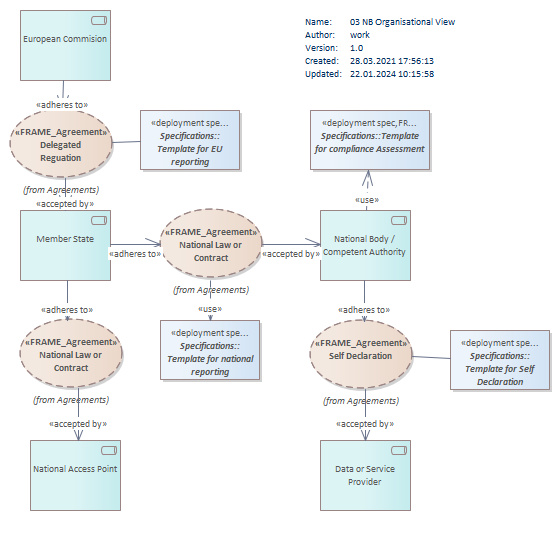 Name: 03 NB Organisational View
Author: work
Version: 1.0
Created: 28.03.2021 17:56:13
Updated: 22.01.2024 10:15:58
European Commision
«adheres to»
«FRAME_Agreement»
Delegated
Reguation
(from Agreements)
«deployment spe...
Specifications::
Template for EU
reporting
«deployment spec,FR...
Specifications::Template
for compliance Assessment
«accepted by»
«use»
Member State
«adheres to»
«FRAME_Agreement»
National Law or
Contract
(from Agreements)
«accepted by»
National Body /
Competent Authority
«adheres to»
«use»
«adheres to»
«FRAME_Agreement»
National Law or
Contract
(from Agreements)
«deployment spe...
Specifications::
Template for national
reporting
«FRAME_Agreement»
Self Declaration
(from Agreements)
«deployment spe...
Specifications::
Template for Self
Declaration
«accepted by»
«accepted by»
National Access Point
Data or Service
Provider